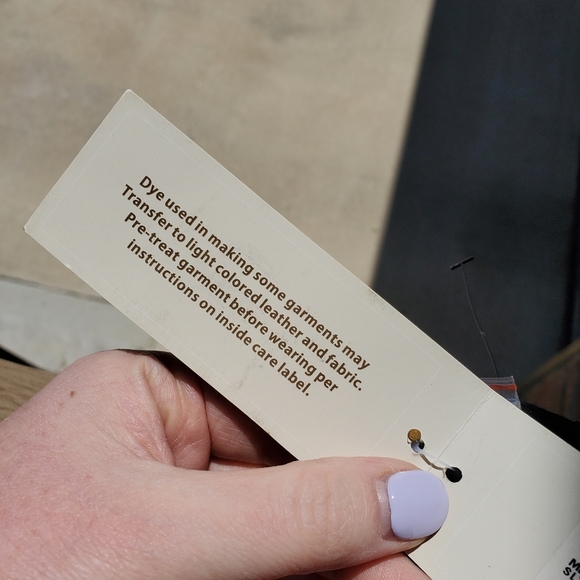 Dye used in making some garments may
Transfer to light colored leather and fabric.
Pre-treat garment before wearing per
instructions on inside care label.